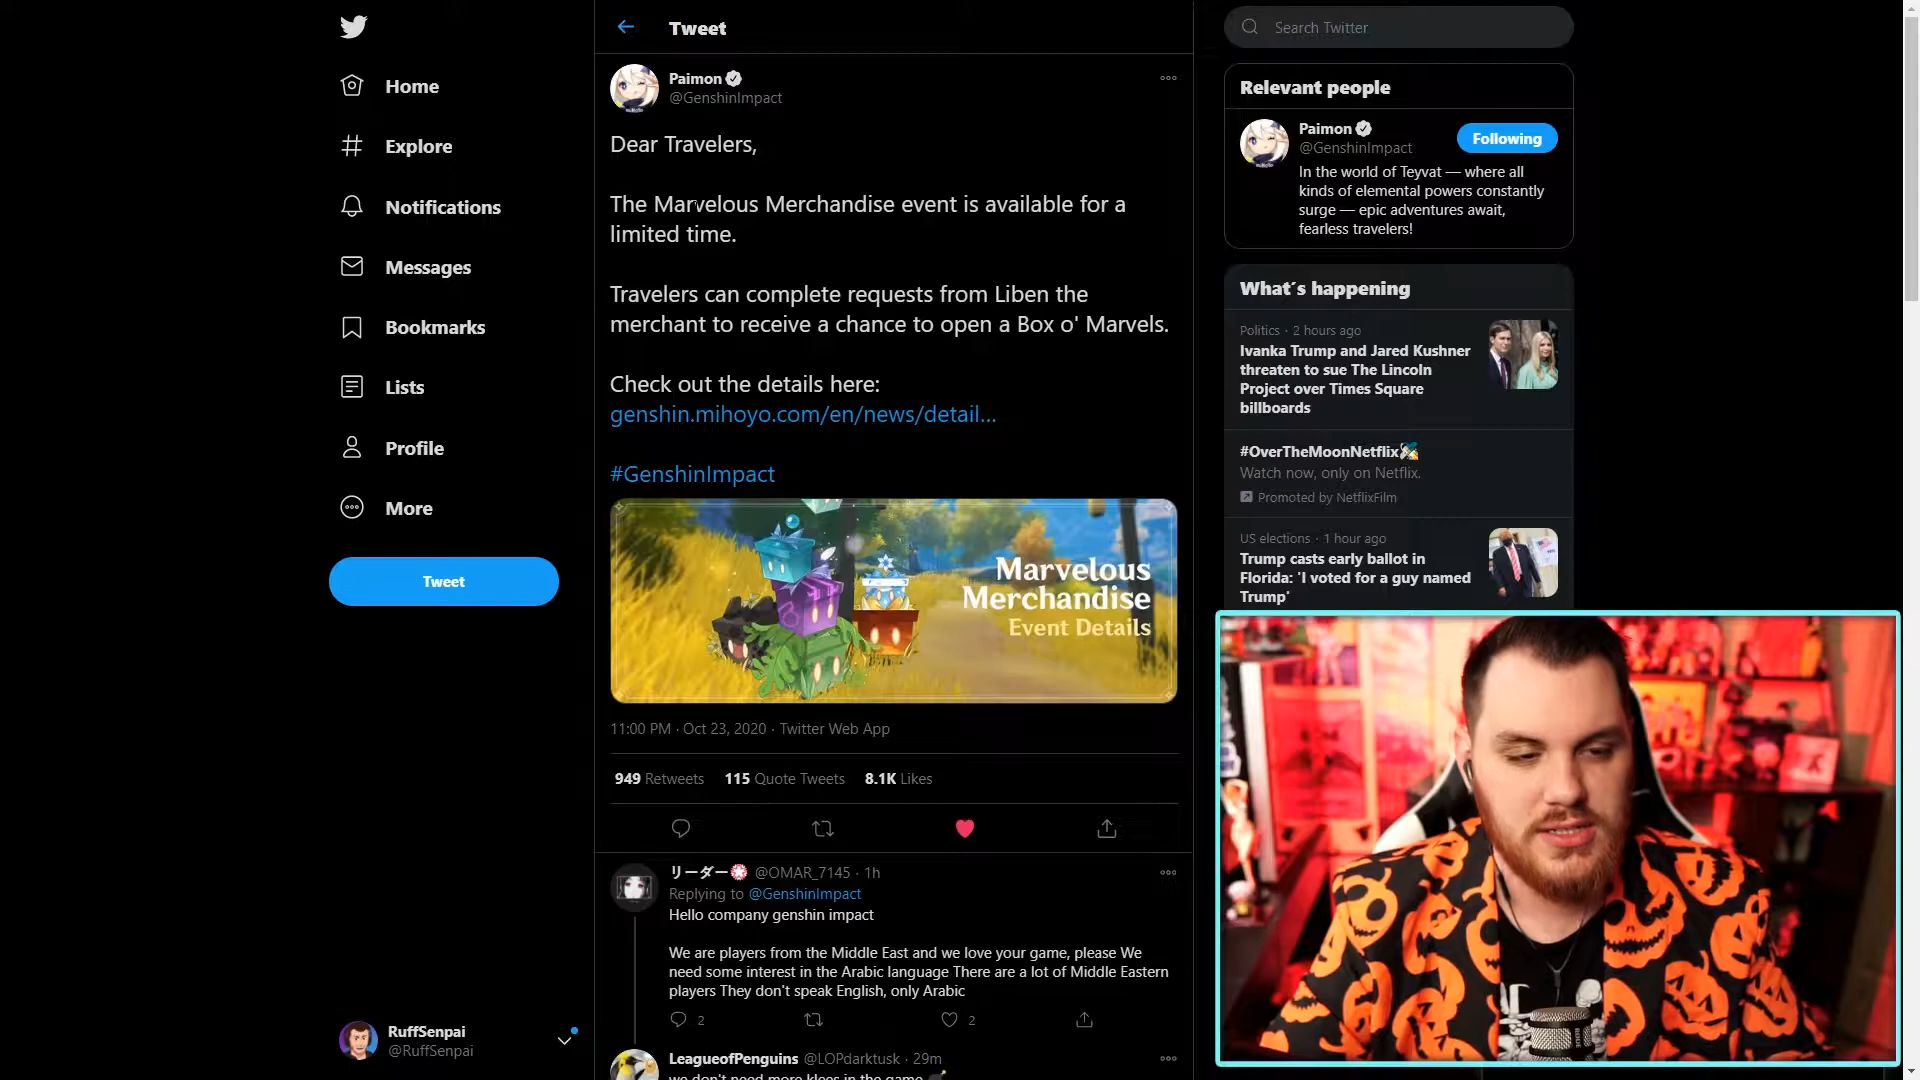 Home
Explore
Notifications
Messages
Bookmarks
Lists
Profile
More
Tweet
RuffSenpai
@RuffSenpai
Tweet
Paimon
@GenshinImpact
Dear Travelers,
The Marvelous Merchandise event is available for a
limited time.
Travelers can complete requests from Liben the
merchant to receive a chance to open a Box o' Marvels.
Check out the details here:
genshin.mihoyo.com/en/news/detail...
#GenshinImpact
Marvelous
Merchandise
Event Details
11:00 PM · Oct 23, 2020 · Twitter Web App
949 Retweets 115 Quote Tweets 8.1K Likes
リーダー @OMAR_7145 · 1h
Replying to @GenshinImpact
Hello company genshin impact
We are players from the Middle East and we love your game, please We
need some interest in the Arabic language There are a lot of Middle Eastern
players They don't speak English, only Arabic
2 2
LeagueofPenguins @LOPdarktusk · 29m
we don't need more klees in the game
Search Twitter
Relevant people
Paimon
@GenshinImpact
Following
In the world of Teyvat — where all
kinds of elemental powers constantly
surge — epic adventures await,
fearless travelers!
What's happening
Politics · 2 hours ago
Ivanka Trump and Jared Kushner
threaten to sue The Lincoln
Project over Times Square
billboards
#OverTheMoonNetflix
Watch now, only on Netflix.
Promoted by NetflixFilm
US elections · 1 hour ago
Trump casts early ballot in
Florida: 'I voted for a guy named
Trump'